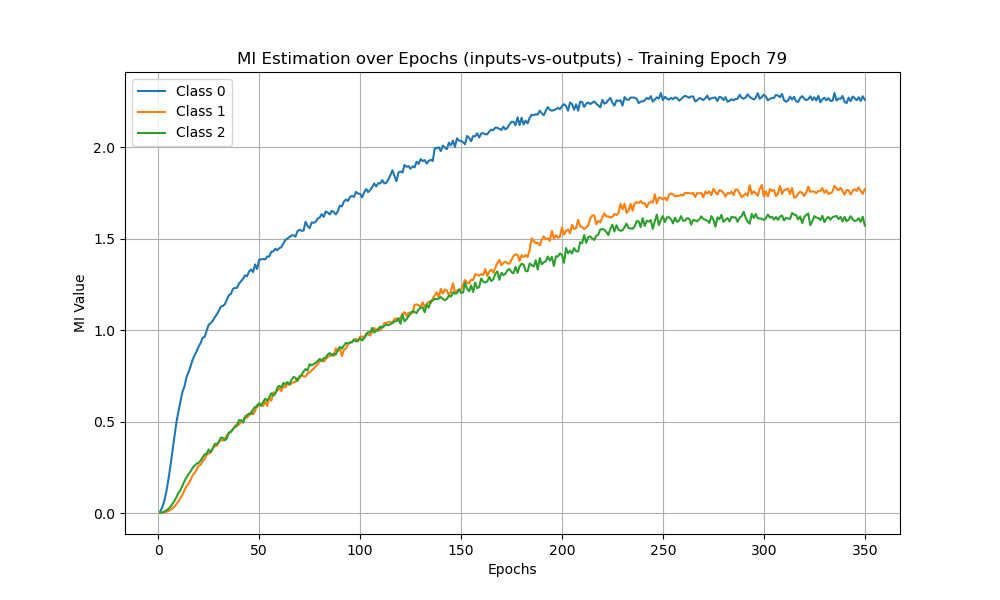 MI Estimation over Epochs (inputs-vs-outputs) - Training Epoch 79
Class 0
Class 1
Class 2
MI Value
2.0
1.5
1.0
0.5
0.0
0 50 100 150 200 250 300 350
Epochs